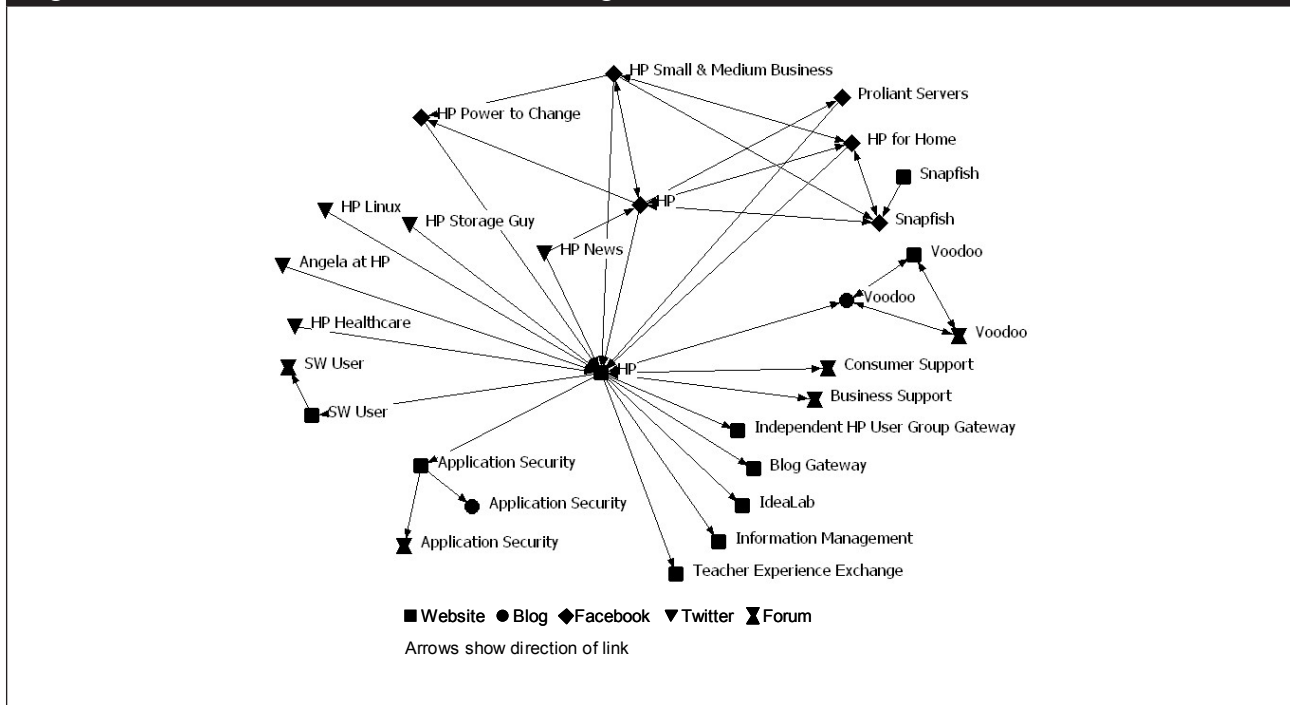 HP Small & Medium Business
Proliant Servers
HP Power to Change
HP for Home
Snapfish
HP
HP Linux
HP Storage Guy
Snapfish
HP News
Voodoo
Angela at HP
Voodoo
HP Healthcare
Voodoo
SW User
HP
Consumer Support
Business Support
SW User
Independent HP User Group Gateway
Application Security
Blog Gateway
Application Security
IdeaLab
Application Security
Information Management
Teacher Experience Exchange
Website Blog Facebook Twitter Forum
Arrows show direction of link